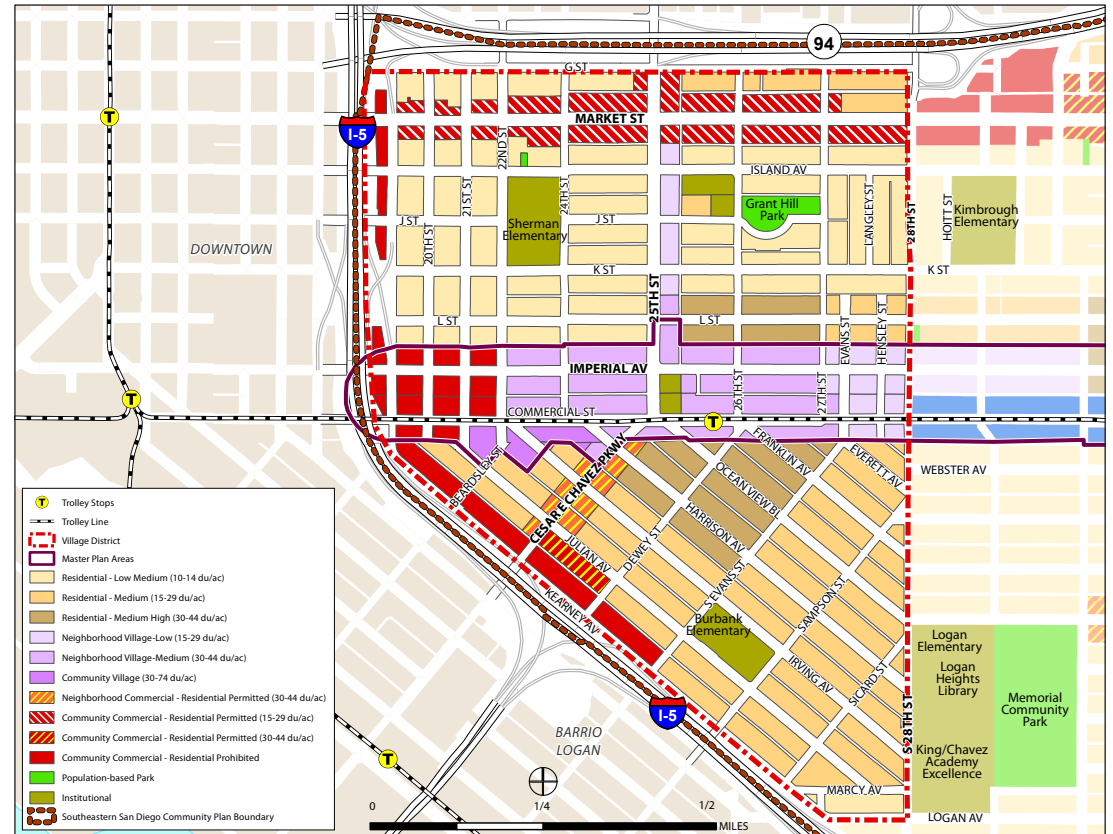 94
G ST
MARKET ST
I-5
22ND ST
ISLAND AV
21ST ST
24TH ST
Sherman
Elementary
J ST
J ST
20TH ST
Grant Hill
Park
LANGLEY ST
28TH ST
HOITT ST
Kimbrough
Elementary
DOWNTOWN
K ST
K ST
25TH ST
L ST
L ST
EVANS ST
HENSLEY ST
IMPERIAL AV
26TH ST
27TH ST
T
T
COMMERCIAL ST
T
BEARDSLEY ST
CESAR E CHAVEZ PKWY
FRANKLIN AV
EVERETT AV
WEBSTER AV
OCEAN VIEW BL
HARRISON AV
JULIAN AV
DEWEY ST
S EVANS ST
SAMPSON ST
KEARNEY AV
Burbank
Elementary
IRVING AV
SICARD ST
S 28TH ST
Logan
Elementary
Logan
Heights
Library
Memorial
Community
Park
King/Chavez
Academy
Excellence
I-5
BARRIO
LOGAN
T
MARCY AV
LOGAN AV
T Trolley Stops
Trolley Line
Village District
Master Plan Areas
Residential - Low Medium (10-14 du/ac)
Residential - Medium (15-29 du/ac)
Residential - Medium High (30-44 du/ac)
Neighborhood Village-Low (15-29 du/ac)
Neighborhood Village-Medium (30-44 du/ac)
Community Village (30-74 du/ac)
Neighborhood Commercial - Residential Permitted (30-44 du/ac)
Community Commercial - Residential Permitted (15-29 du/ac)
Community Commercial - Residential Permitted (30-44 du/ac)
Community Commercial - Residential Prohibited
Population-based Park
Institutional
Southeastern San Diego Community Plan Boundary
0 1/4 1/2
MILES